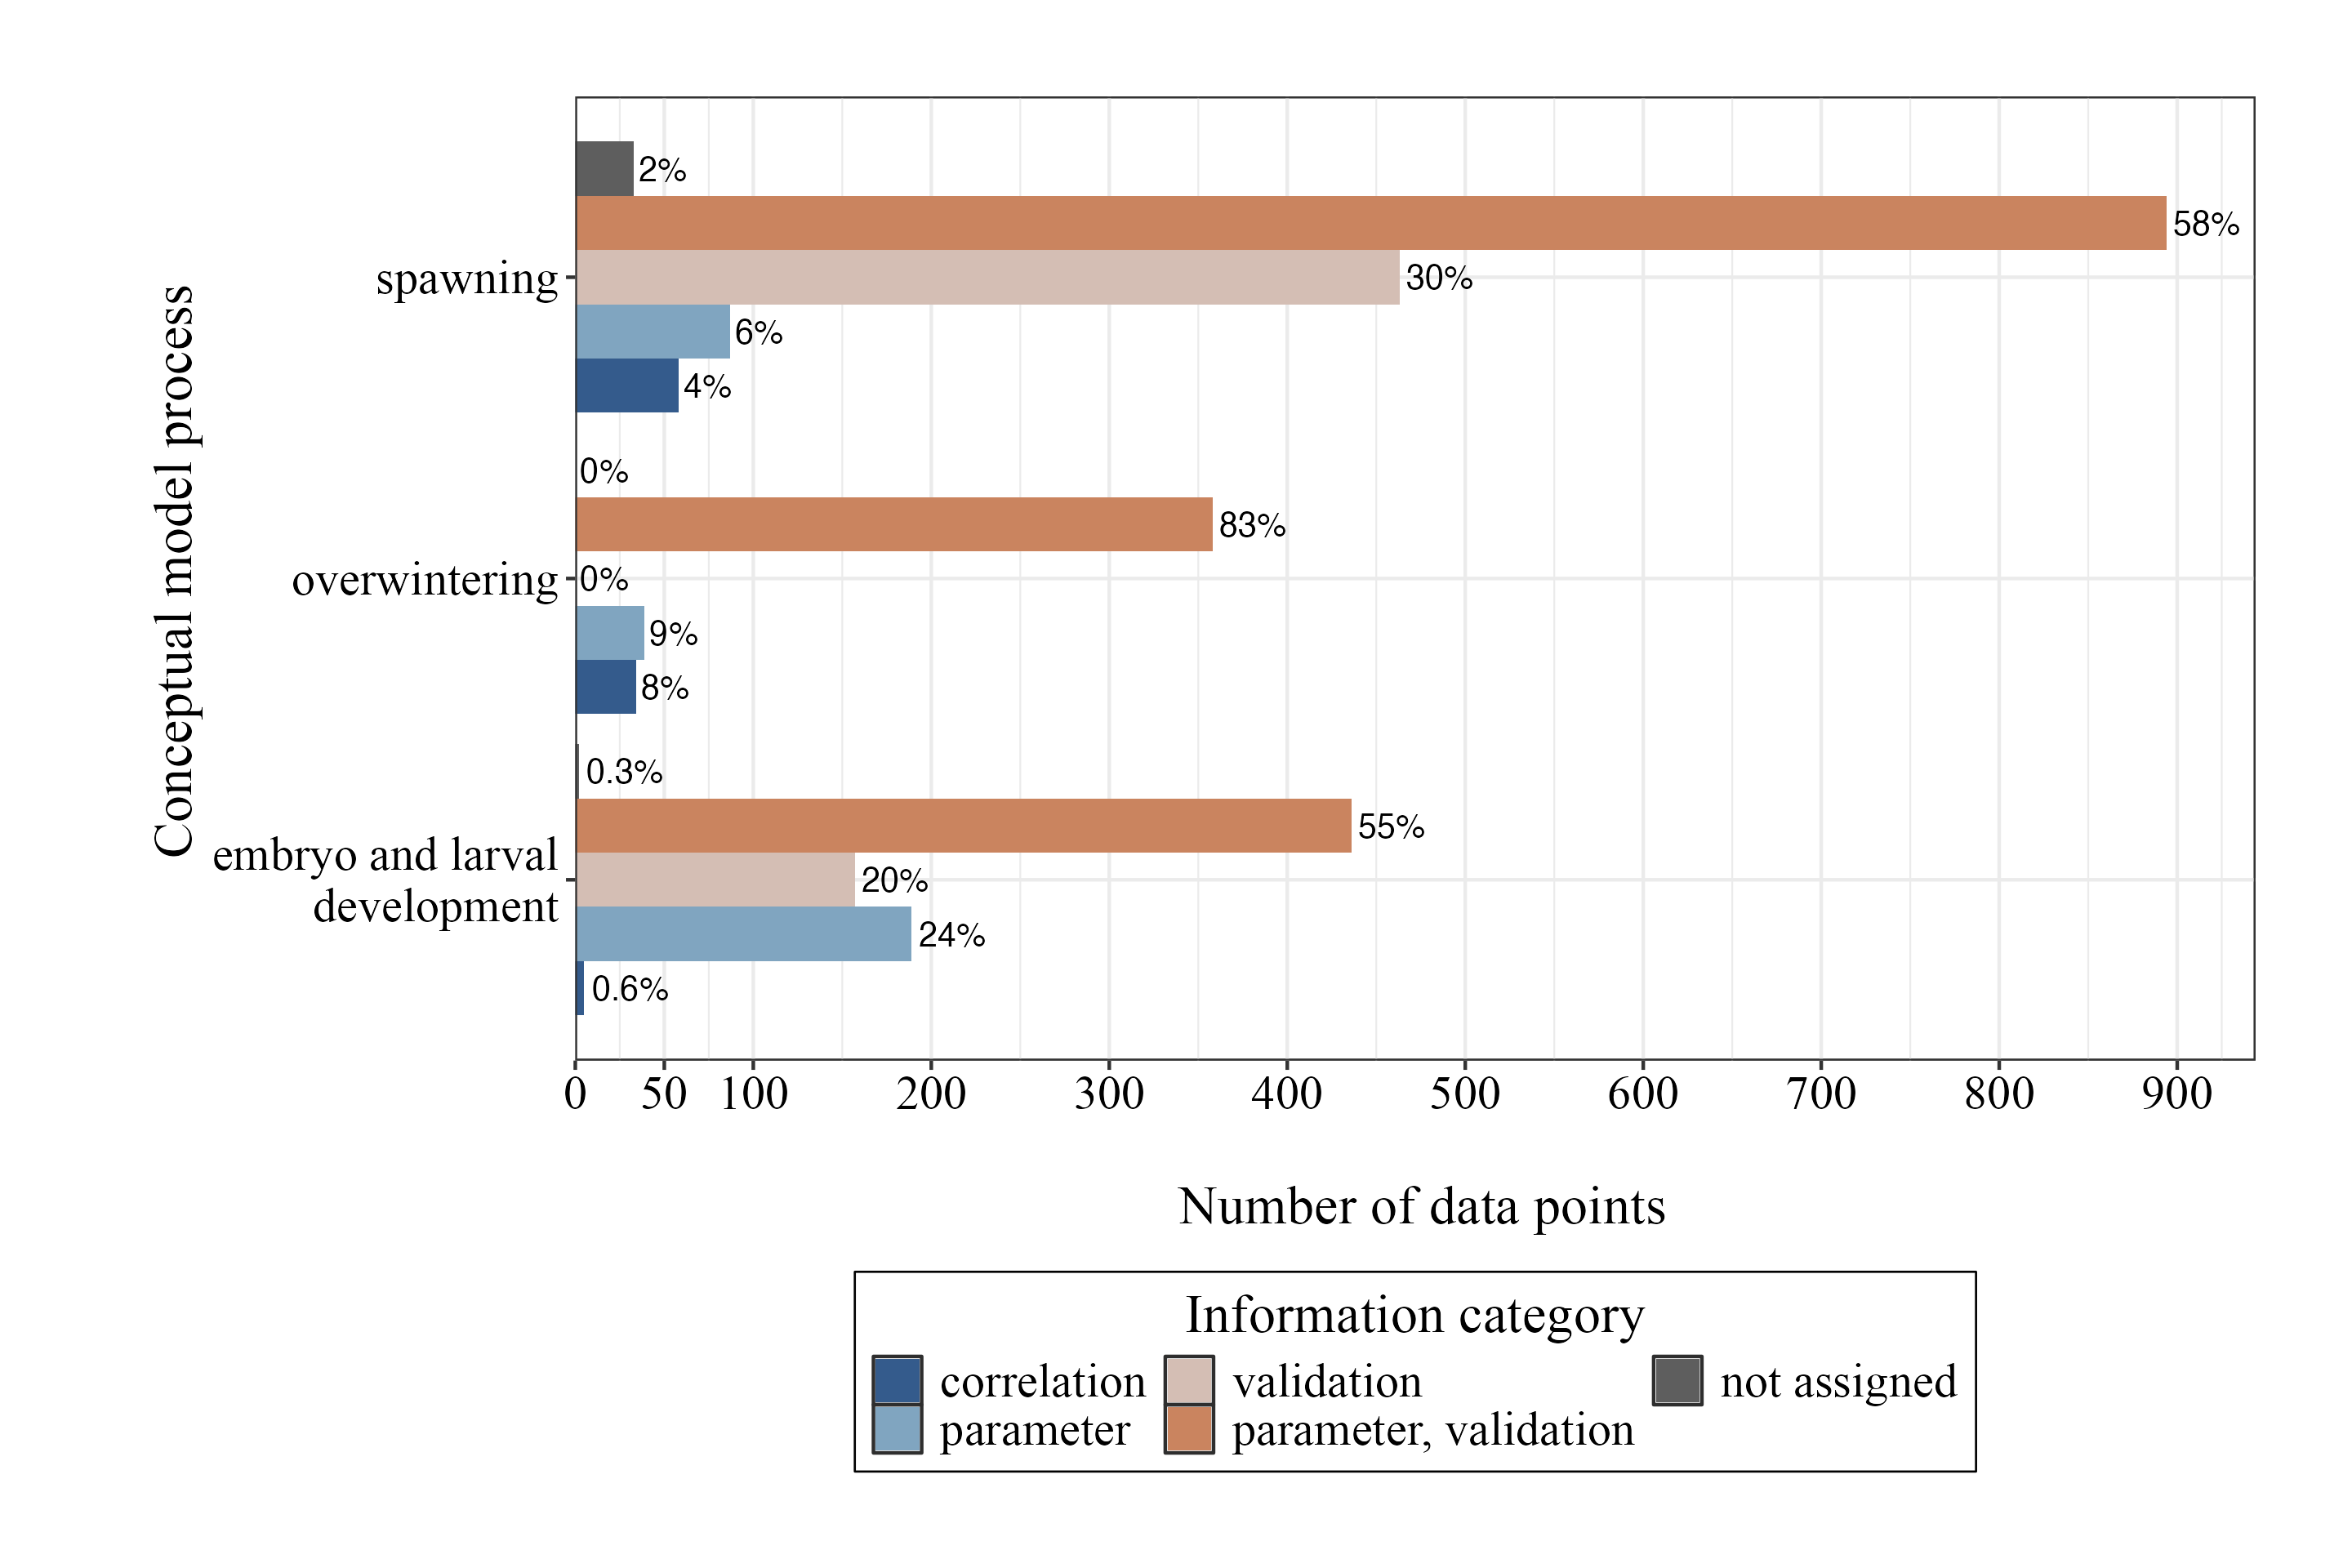 Conceptual model process
spawning
2%
58%
30%
6%
4%
overwintering
0%
83%
0%
9%
8%
embryo and larval
development
0.3%
55%
20%
24%
0.6%
0 50 100 200 300 400 500 600 700 800 900
Number of data points
Information category
correlation validation not assigned
parameter parameter, validation